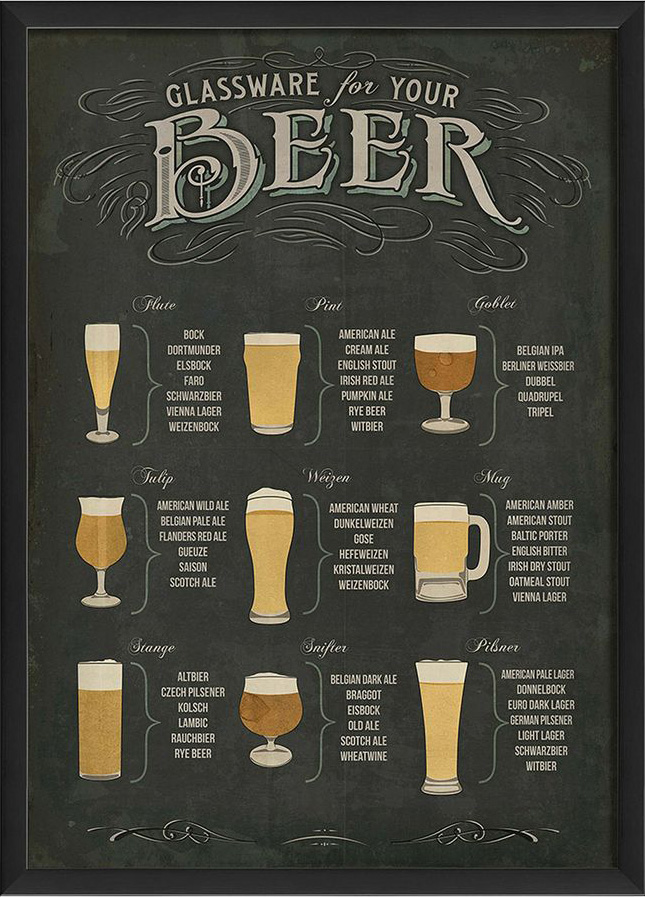 GLASSWARE for YOUR
BEER
Flute
BOCK
DORTMUNDER
ELSBOCK
FARO
SCHWARZBIER
VIENNA LAGER
WEIZENBOCK
Pint
AMERICAN ALE
CREAM ALE
ENGLISH STOUT
IRISH RED ALE
PUMPKIN ALE
RYE BEER
WITBIER
Goblet
BELGIAN IPA
BERLINER WEISSBIER
DUBBEL
QUADRUPEL
TRIPEL
Tulip
AMERICAN WILD ALE
BELGIAN PALE ALE
FLANDERS RED ALE
GUEUZE
SAISON
SCOTCH ALE
Weizen
AMERICAN WHEAT
DUNKELWEIZEN
GOSE
HEFEWEIZEN
KRISTALWEIZEN
WEIZENBOCK
Mug
AMERICAN AMBER
AMERICAN STOUT
BALTIC PORTER
ENGLISH BITTER
IRISH DRY STOUT
OATMEAL STOUT
VIENNA LAGER
Stange
ALTBIER
CZECH PILSENER
KOLSCH
LAMBIC
RAUCHBIER
RYE BEER
Snifter
BELGIAN DARK ALE
BRAGGOT
EISBOCK
OLD ALE
SCOTCH ALE
WHEATWINE
Pilsner
AMERICAN PALE LAGER
DONNELBOCK
EURO DARK LAGER
GERMAN PILSENER
LIGHT LAGER
SCHWARZBIER
WITBIER